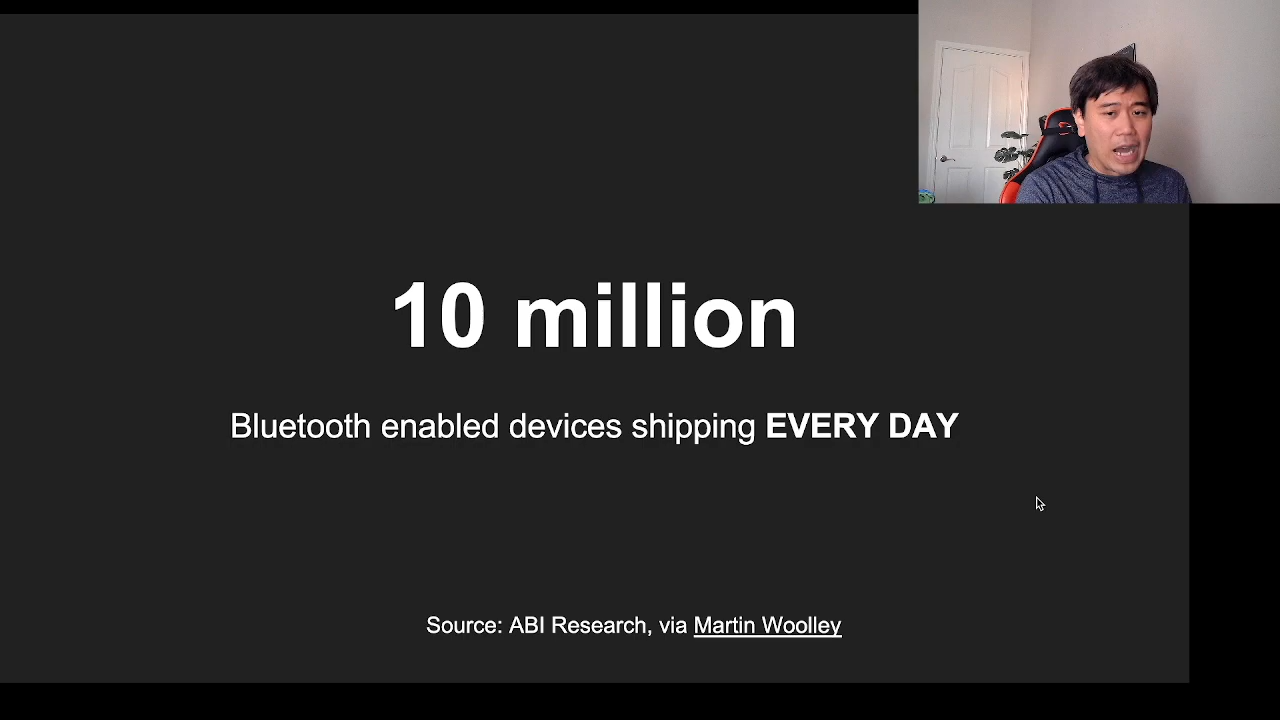 10 million
Bluetooth enabled devices shipping EVERY DAY
Source: ABI Research, via Martin Woolley